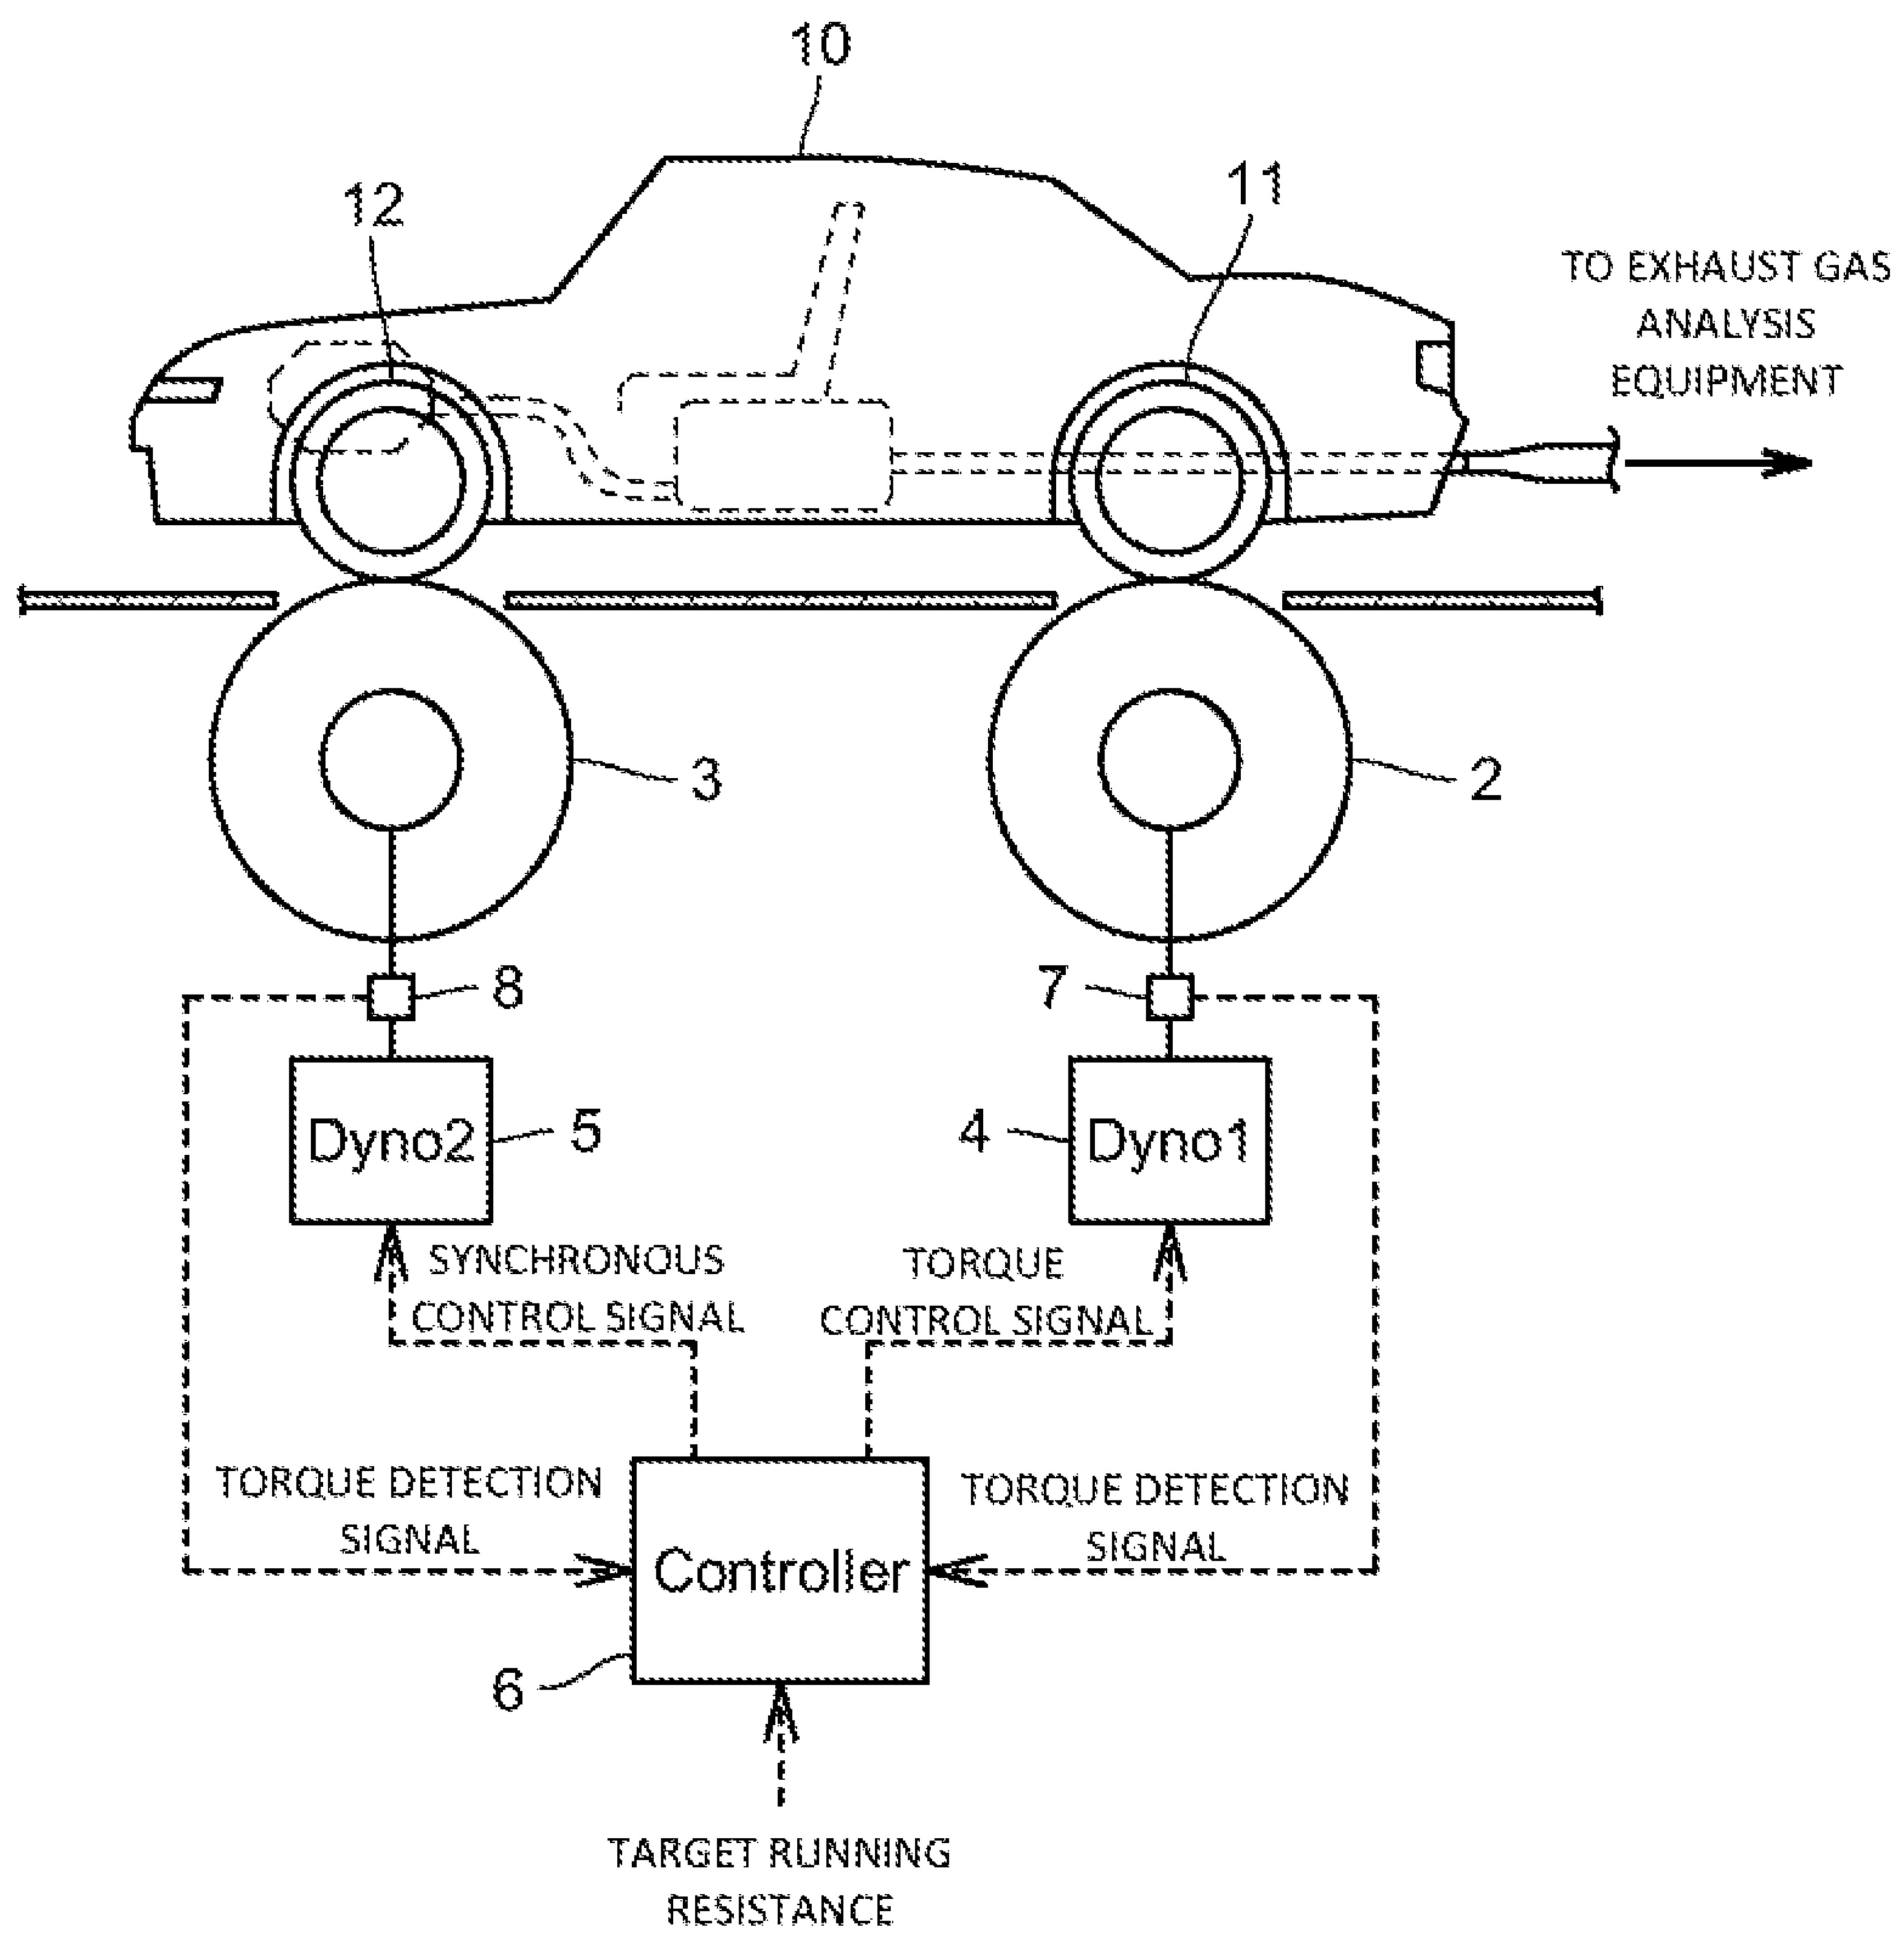 10
11
12
TO EXHAUST GAS
ANALYSIS
EQUIPMENT
3
2
8
7
Dyno2
5
4
Dyno1
SYNCHRONOUS
CONTROL SIGNAL
TORQUE
CONTROL SIGNAL
TORQUE DETECTION
SIGNAL
TORQUE DETECTION
SIGNAL
Controller
6
TARGET RUNNING
RESISTANCE